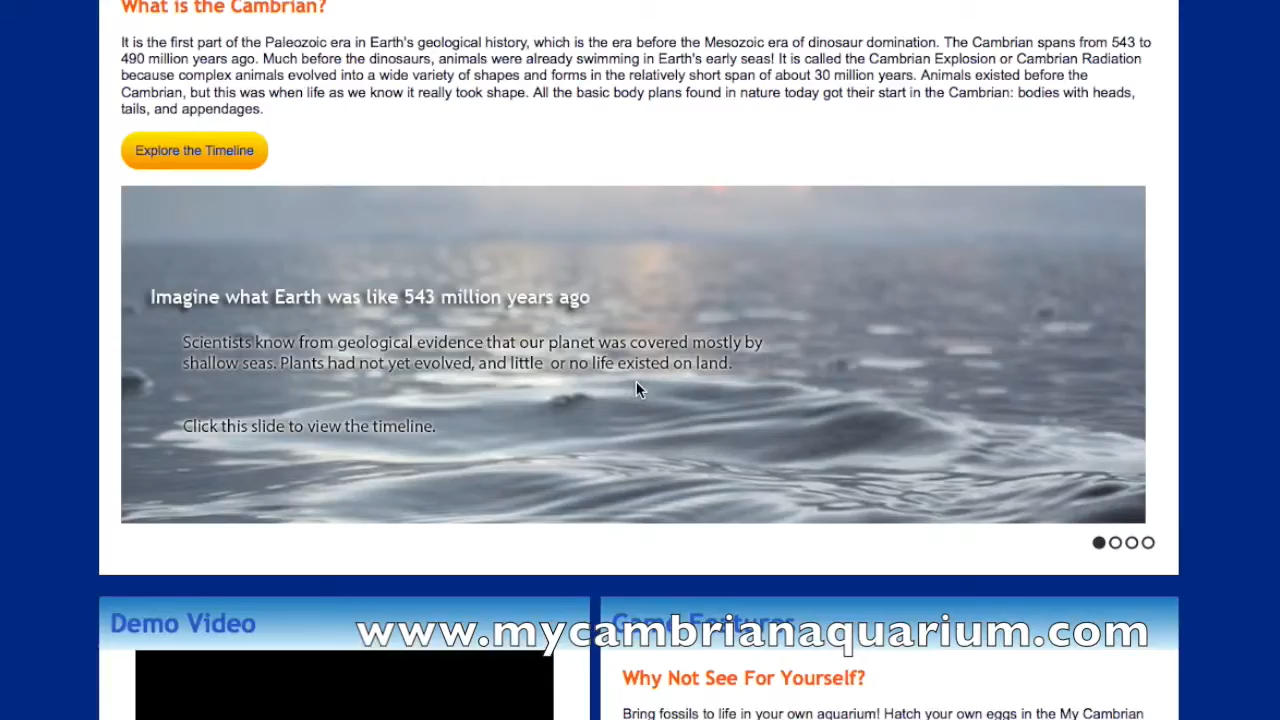 What is the Cambrian?
It is the first part of the Paleozoic era in Earth's geological history, which is the era before the Mesozoic era of dinosaur domination. The Cambrian spans from 543 to
490 million years ago. Much before the dinosaurs, animals were already swimming in Earth's early seas! It is called the Cambrian Explosion or Cambrian Radiation
because complex animals evolved into a wide variety of shapes and forms in the relatively short span of about 30 million years. Animals existed before the
Cambrian, but this was when life as we know it really took shape. All the basic body plans found in nature today got their start in the Cambrian: bodies with heads,
tails, and appendages.
Explore the Timeline
Imagine what Earth was like 543 million years ago
Scientists know from geological evidence that our planet was covered mostly by
shallow seas. Plants had not yet evolved, and little or no life existed on land.
Click this slide to view the timeline.
Demo Video
Game Features
www.mycambrianaquarium.com
Why Not See For Yourself?
Bring fossils to life in your own aquarium! Hatch your own eggs in the My Cambrian